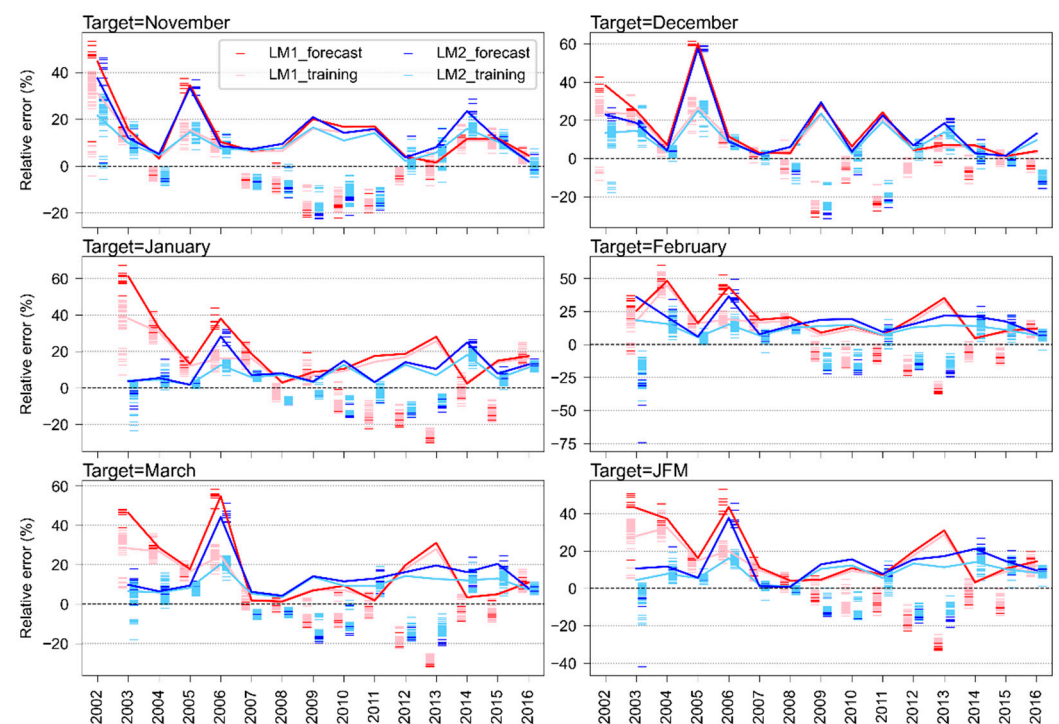 Target=November
Target=December
LM1_forecast LM2_forecast
LM1_training LM2_training
Relative error (%)
40
20
0
−20
60
40
20
0
−20
Target=January
Target=February
Relative error (%)
60
40
20
0
−20
50
25
0
−25
−50
−75
Target=March
Target=JFM
Relative error (%)
60
40
20
0
−20
40
20
0
−20
−40
2002 2003 2004 2005 2006 2007 2008 2009 2010 2011 2012 2013 2014 2015 2016
2002 2003 2004 2005 2006 2007 2008 2009 2010 2011 2012 2013 2014 2015 2016